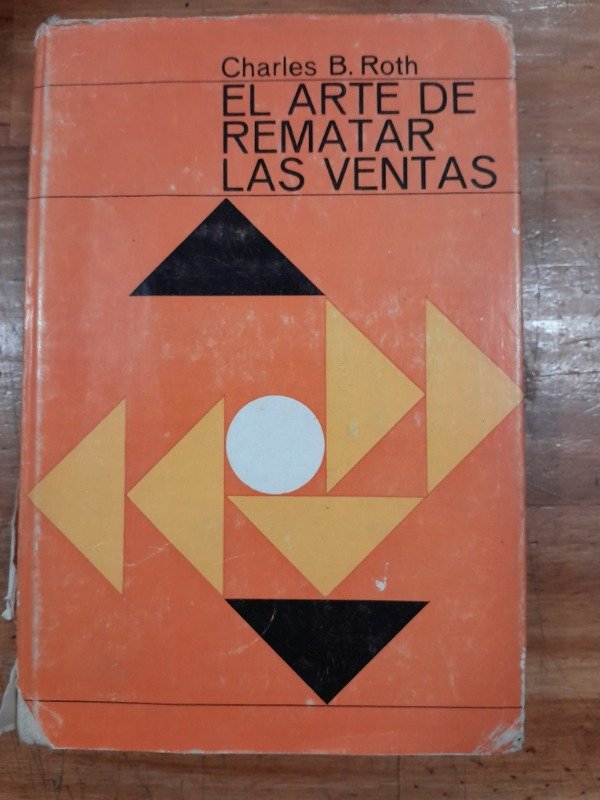 Charles B. Roth
EL ARTE DE
REMATAR
LAS VENTAS